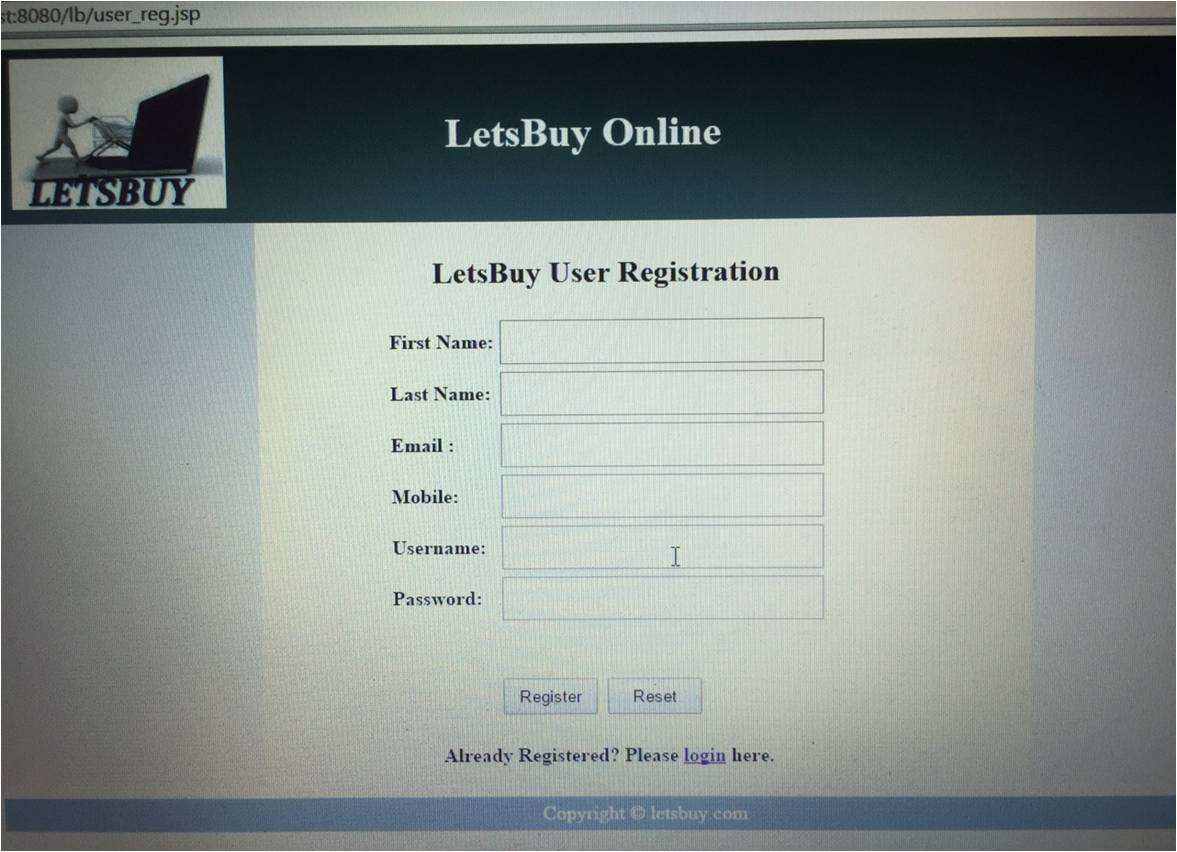 st:8080/lb/user_reg.jsp
LETSBUY
LetsBuy Online
LetsBuy User Registration
First Name:
Last Name:
Email :
Mobile:
Username:
Password:
Register Reset
Already Registered? Please login here.
Copyright © letsbuy.com